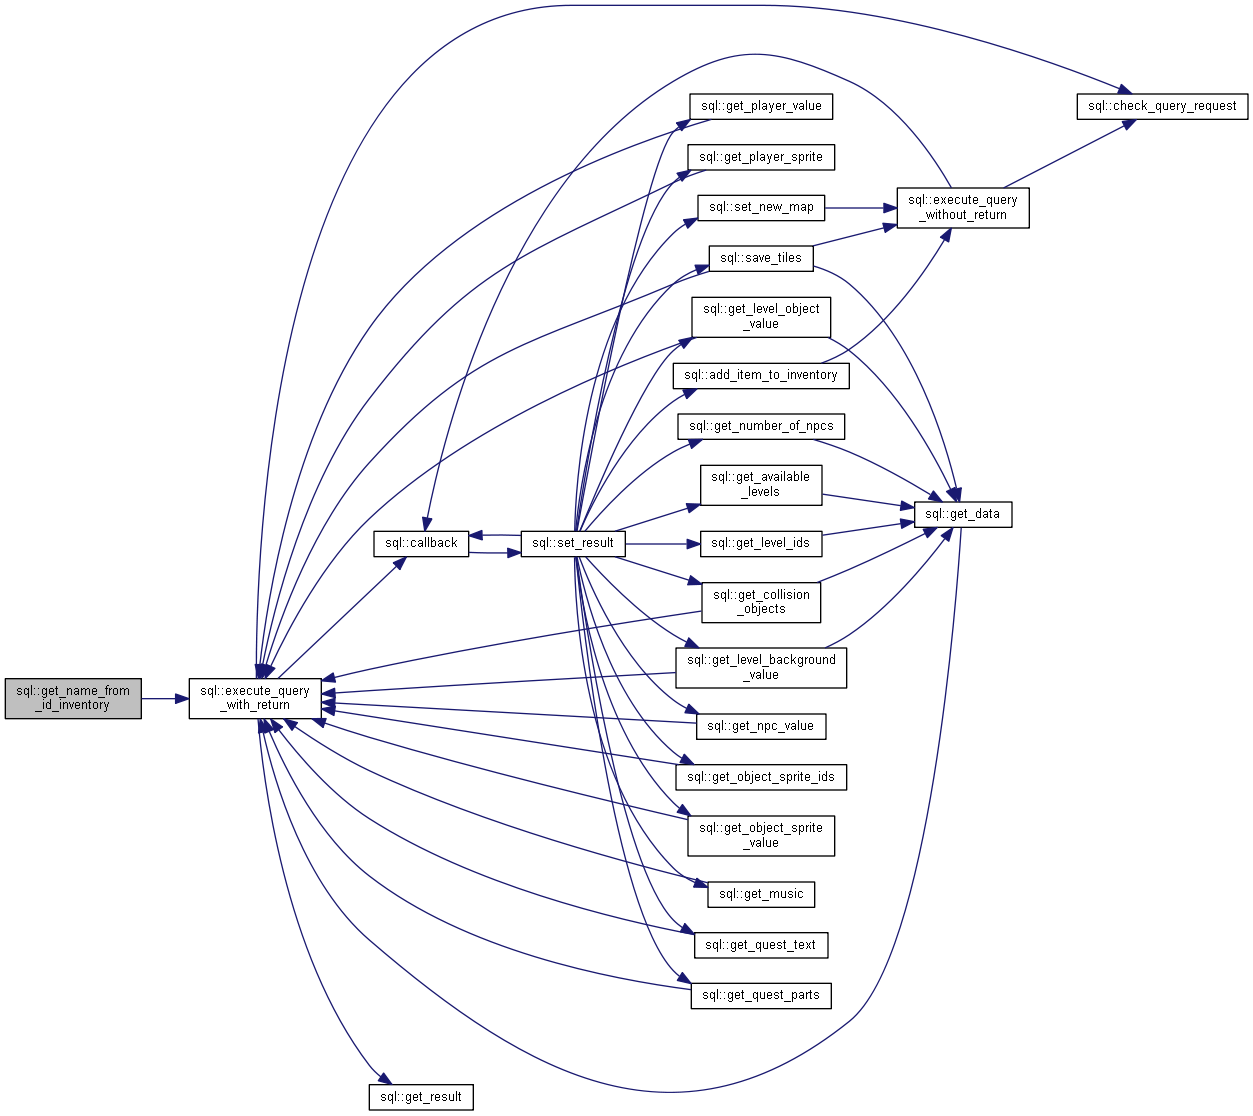 sql::get_player_value
sql::check_query_request
sql::get_player_sprite
sql::set_new_map
sql::execute_query
_without_return
sql::save_tiles
sql::get_level_object
_value
sql::add_item_to_inventory
sql::get_number_of_npcs
sql::get_available
_levels
sql::get_data
sql::callback
sql::set_result
sql::get_level_ids
sql::get_collision
_objects
sql::get_level_background
_value
sql::get_name_from
_id_inventory
sql::execute_query
_with_return
sql::get_npc_value
sql::get_object_sprite_ids
sql::get_object_sprite
_value
sql::get_music
sql::get_quest_text
sql::get_quest_parts
sql::get_result